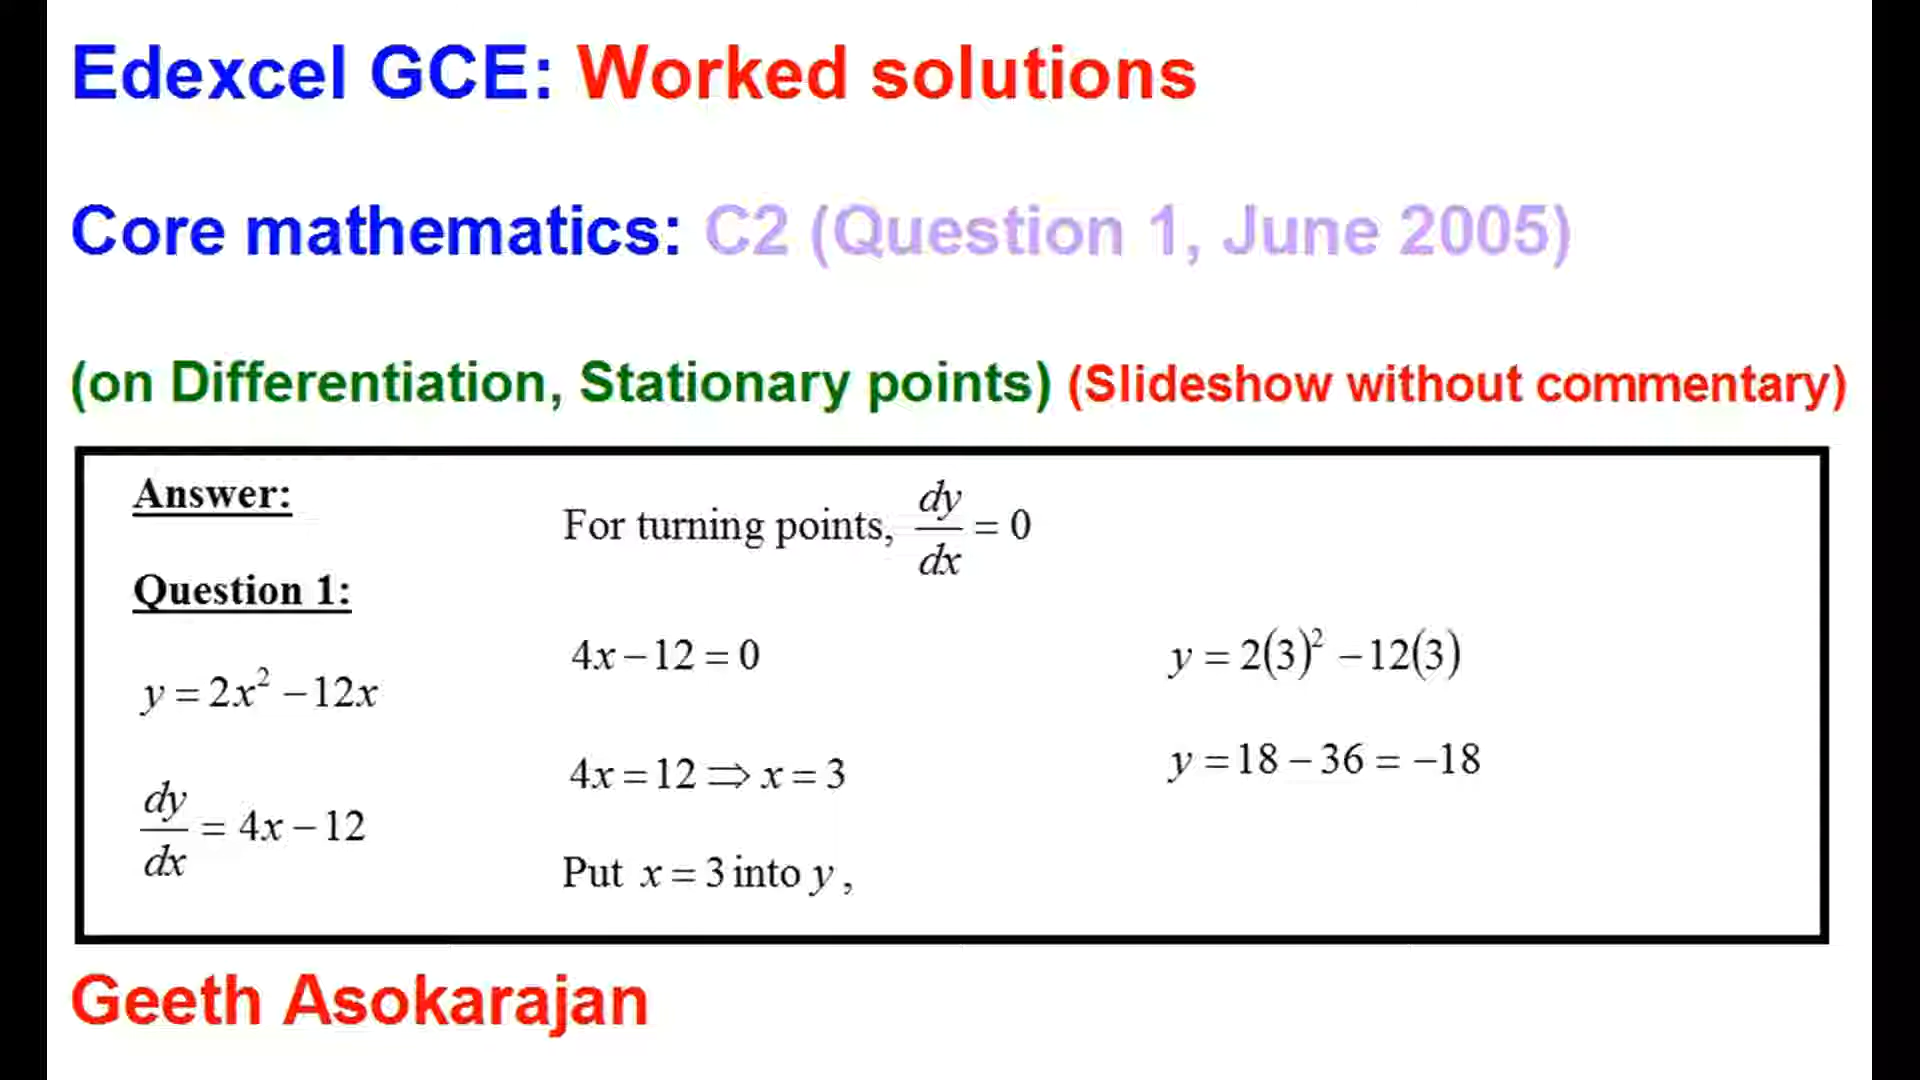 Edexcel GCE: Worked solutions
Core mathematics: C2 (Question 1, June 2005)
(on Differentiation, Stationary points) (Slideshow without commentary)
Answer:
Question 1:
y = 2x² − 12x
dy/dx = 4x − 12
For turning points, dy/dx = 0
4x − 12 = 0
4x = 12 ⇒ x = 3
Put x = 3 into y ,
y = 2(3)² − 12(3)
y = 18 − 36 = −18
Geeth Asokarajan